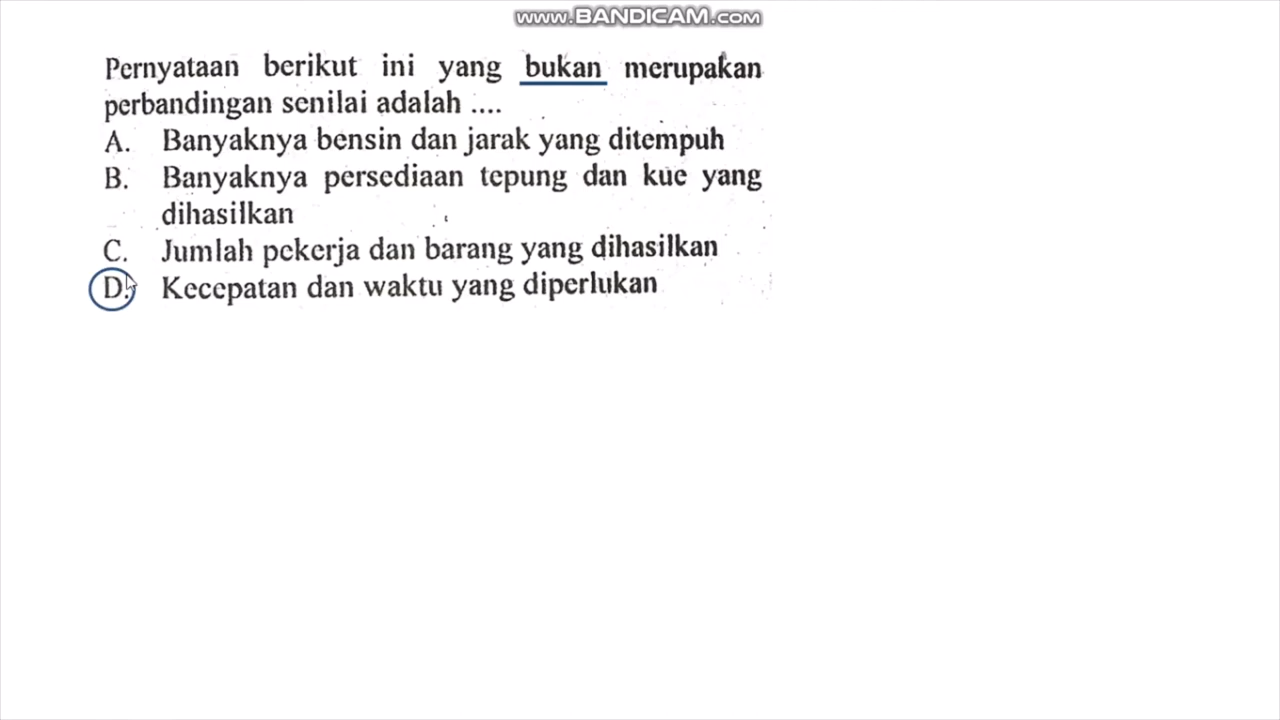 www.BANDICAM.com
Pernyataan berikut ini yang bukan merupakan
perbandingan senilai adalah ....
A. Banyaknya bensin dan jarak yang ditempuh
B. Banyaknya persediaan tepung dan kue yang
dihasilkan
C. Jumlah pekerja dan barang yang dihasilkan
D. Kecepatan dan waktu yang diperlukan